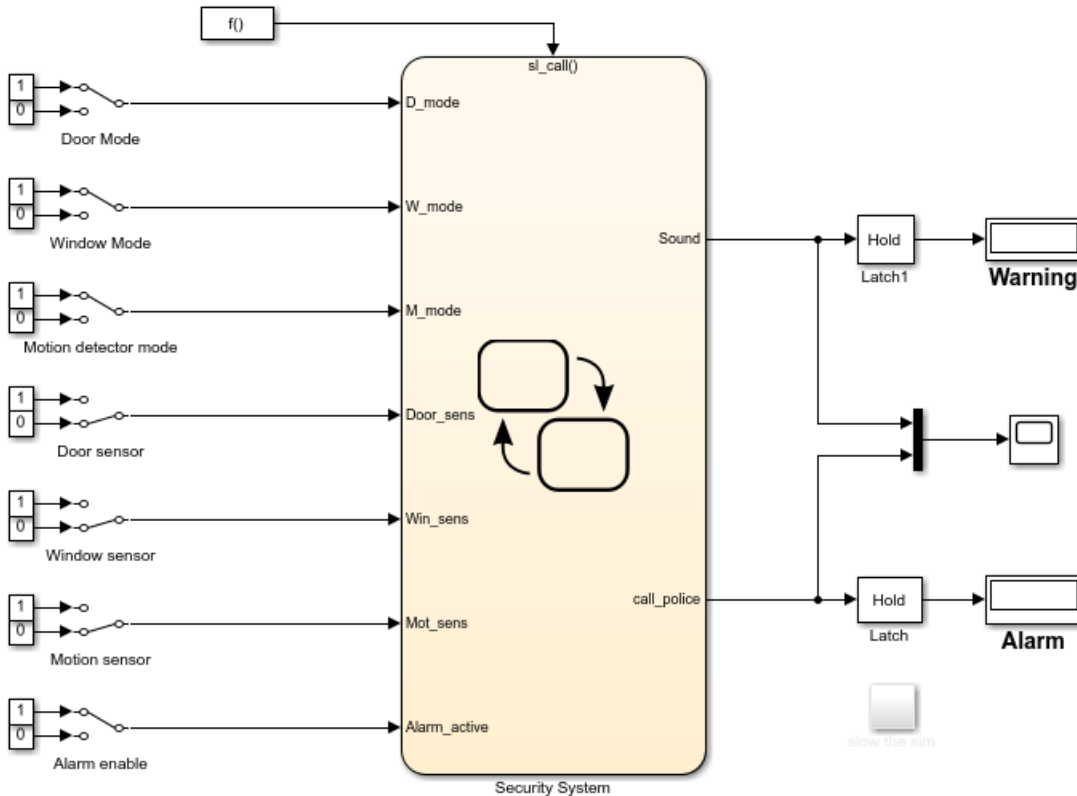 f()
sl_call()
1
0
Door Mode
D_mode
1
0
Window Mode
W_mode
Sound
Hold
Latch1
Warning
1
0
Motion detector mode
M_mode
1
0
Door sensor
Door_sens
1
0
Window sensor
Win_sens
1
0
Motion sensor
Mot_sens
call_police
Hold
Latch
Alarm
1
0
Alarm enable
Alarm_active
slow the sim
Security System